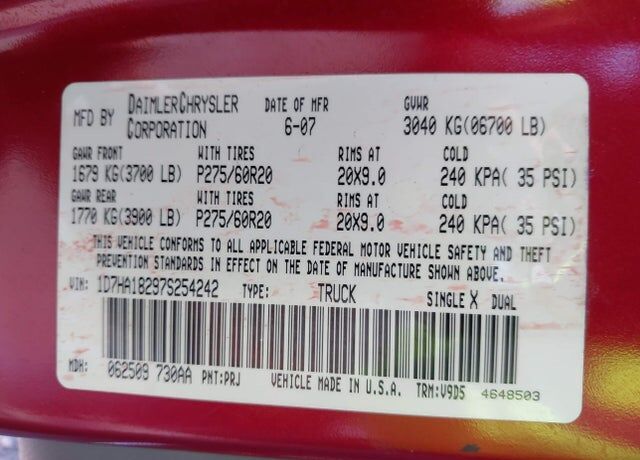 MFD BY DAIMLERCHRYSLER CORPORATION DATE OF MFR 6-07 GVWR 3040 KG(06700 LB)
GAWR FRONT WITH TIRES RIMS AT COLD
1679 KG(3700 LB) P275/60R20 20X9.0 240 KPA( 35 PSI)
GAWR REAR WITH TIRES RIMS AT COLD
1770 KG(3900 LB) P275/60R20 20X9.0 240 KPA( 35 PSI)
THIS VEHICLE CONFORMS TO ALL APPLICABLE FEDERAL MOTOR VEHICLE SAFETY AND THEFT
PREVENTION STANDARDS IN EFFECT ON THE DATE OF MANUFACTURE SHOWN ABOVE.
VIN: 1D7HA18297S254242 TYPE: TRUCK SINGLE X DUAL
MDH: 062509 730AA PNT:PRJ VEHICLE MADE IN U.S.A. TRM:V9D5 4648503